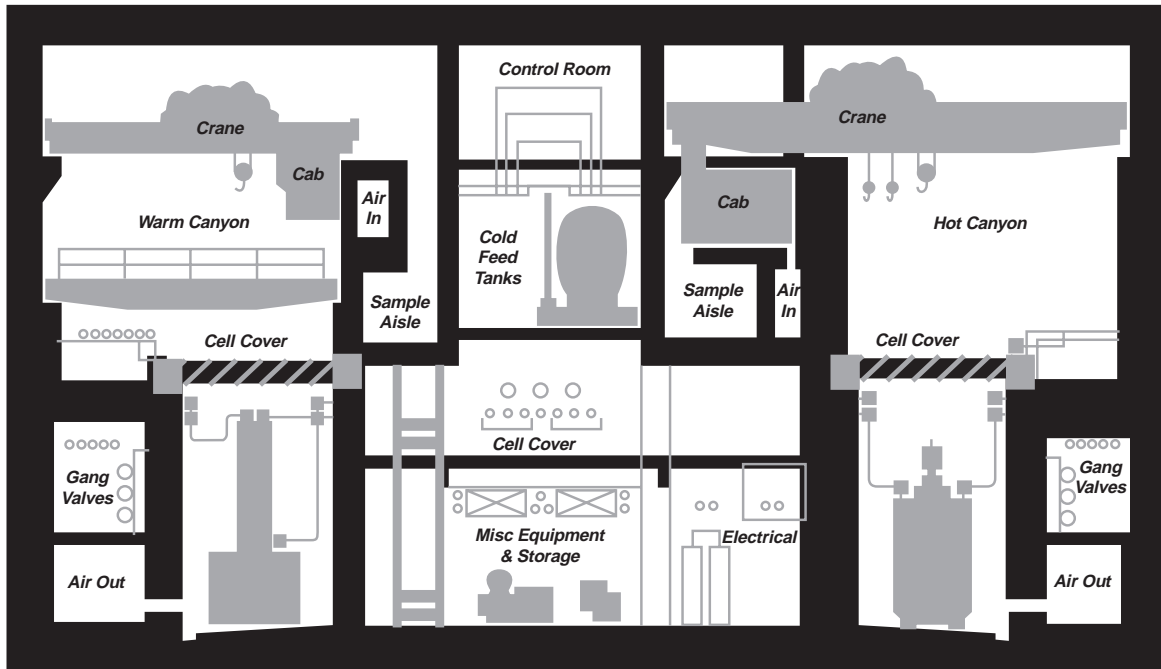 Control Room
Crane
Crane
Cab
Air
In
Warm Canyon
Cab
Hot Canyon
Cold
Feed
Tanks
Sample
Aisle
Sample
Aisle
Air
In
Cell Cover
Cell Cover
Cell Cover
Gang
Valves
Gang
Valves
Misc Equipment
& Storage
Electrical
Air Out
Air Out